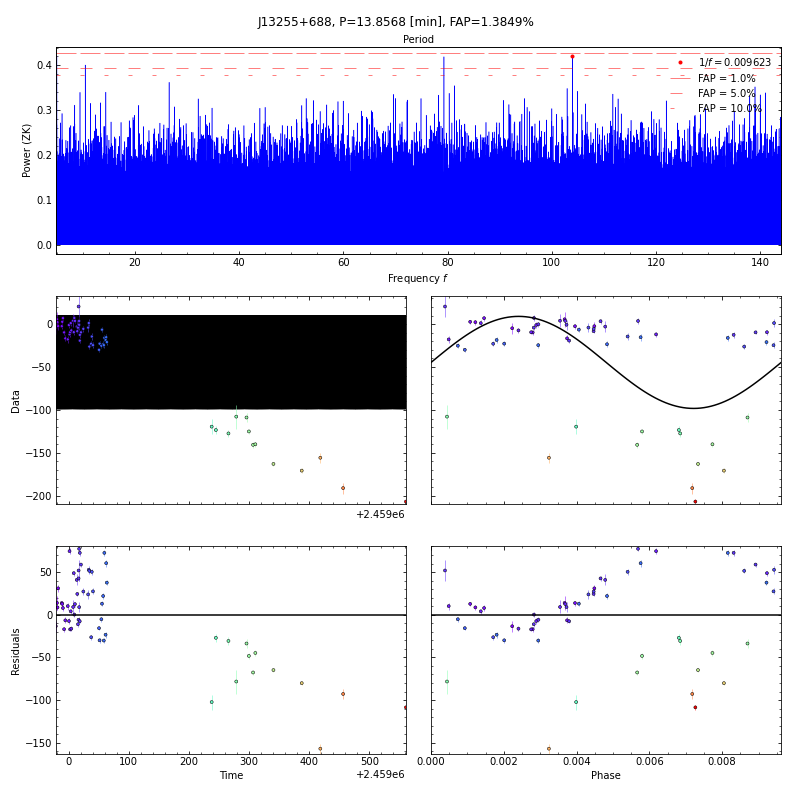 J13255+688, P=13.8568 [min], FAP=1.3849%
Period
Power (ZK)
0.4
0.3
0.2
0.1
0.0
1/f = 0.009623
FAP = 1.0%
FAP = 5.0%
FAP = 10.0%
20 40 60 80 100 120 140
Frequency f
Data
0
−50
−100
−150
−200
+2.459e6
Residuals
50
0
−50
−100
−150
0 100 200 300 400 500
Time
+2.459e6
0.000 0.002 0.004 0.006 0.008
Phase